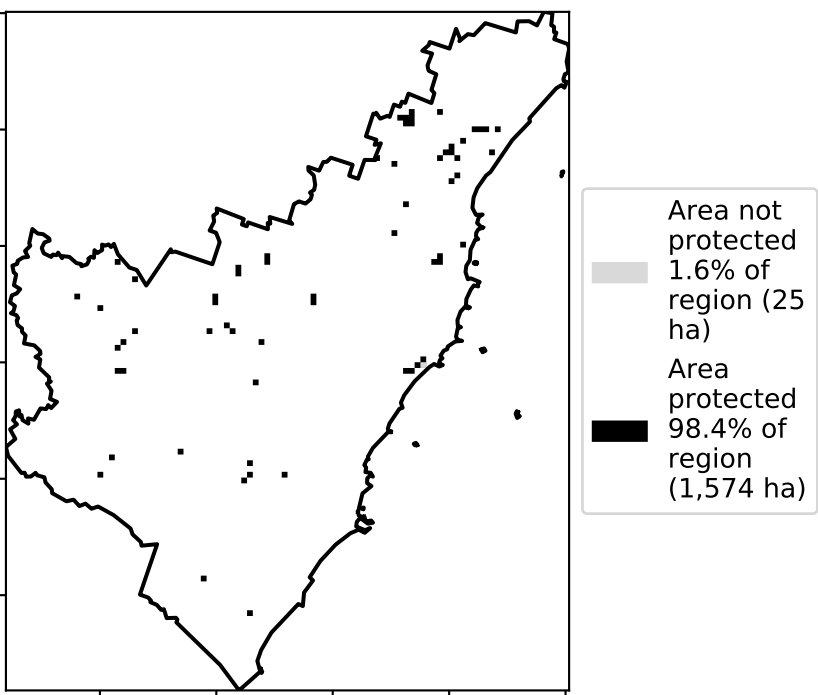 Area not
protected
1.6% of
region (25
ha)
Area
protected
98.4% of
region
(1,574 ha)